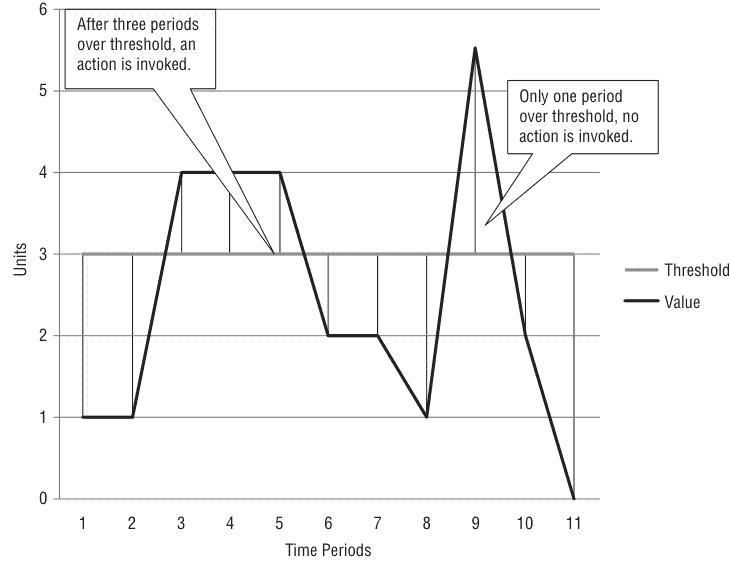 6
After three periods
over threshold, an
action is invoked.
5
Only one period
over threshold, no
action is invoked.
4
3
Units
Threshold
Value
2
1
0
1 2 3 4 5 6 7 8 9 10 11
Time Periods